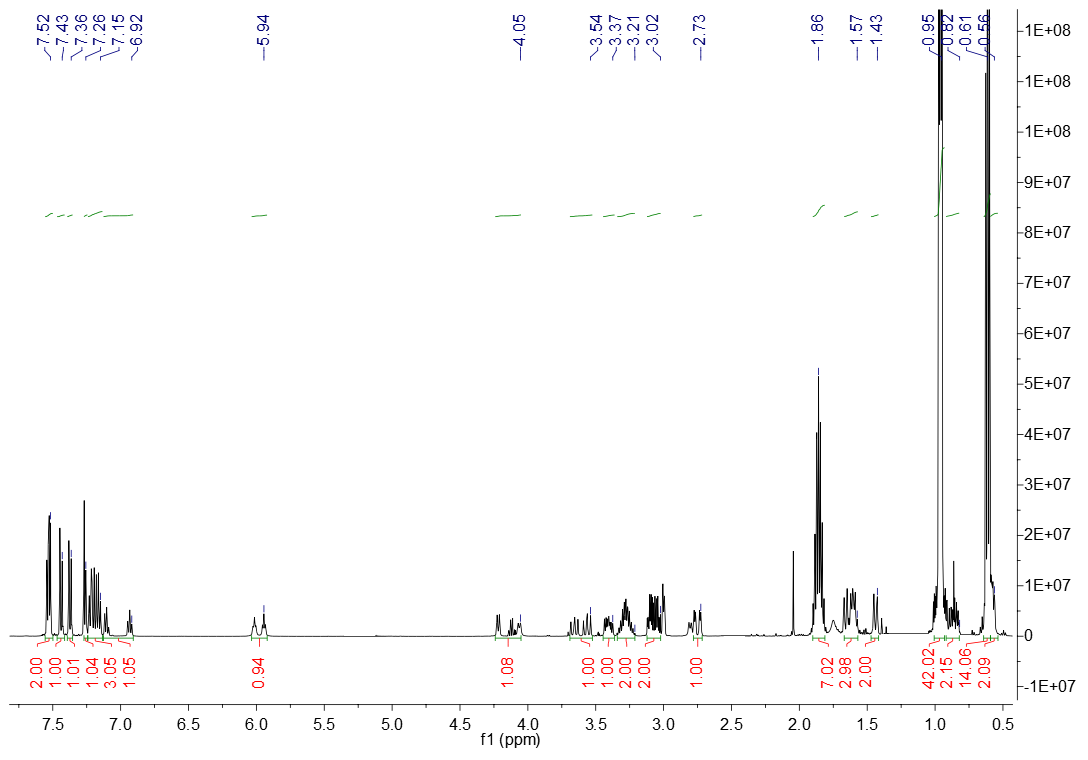 7.52 7.43 7.36 7.26 7.15 6.92 5.94 4.05 3.54 3.37 3.21 3.02 2.73 1.86 1.57 1.43 0.95 0.82 0.61 0.56
1E+08
1E+08
1E+08
9E+07
8E+07
7E+07
6E+07
5E+07
4E+07
3E+07
2E+07
1E+07
0
-1E+07
2.00 1.00 1.01 1.04 3.05 1.05 0.94 1.08 1.00 1.00 2.00 2.00 1.00 7.02 2.98 2.00 42.02 2.15 14.06 2.09
7.5 7.0 6.5 6.0 5.5 5.0 4.5 4.0 3.5 3.0 2.5 2.0 1.5 1.0 0.5
f1 (ppm)